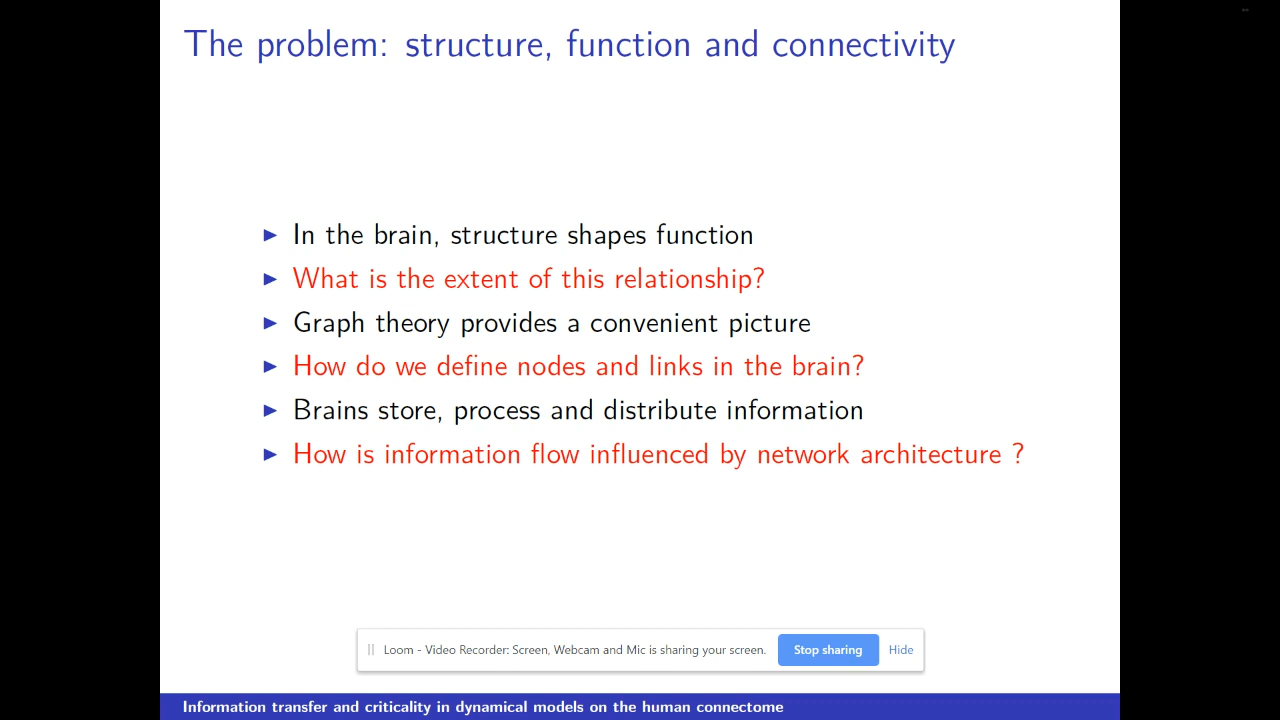 The problem: structure, function and connectivity
In the brain, structure shapes function
What is the extent of this relationship?
Graph theory provides a convenient picture
How do we define nodes and links in the brain?
Brains store, process and distribute information
How is information flow influenced by network architecture ?
Loom - Video Recorder: Screen, Webcam and Mic is sharing your screen. Stop sharing Hide
Information transfer and criticality in dynamical models on the human connectome